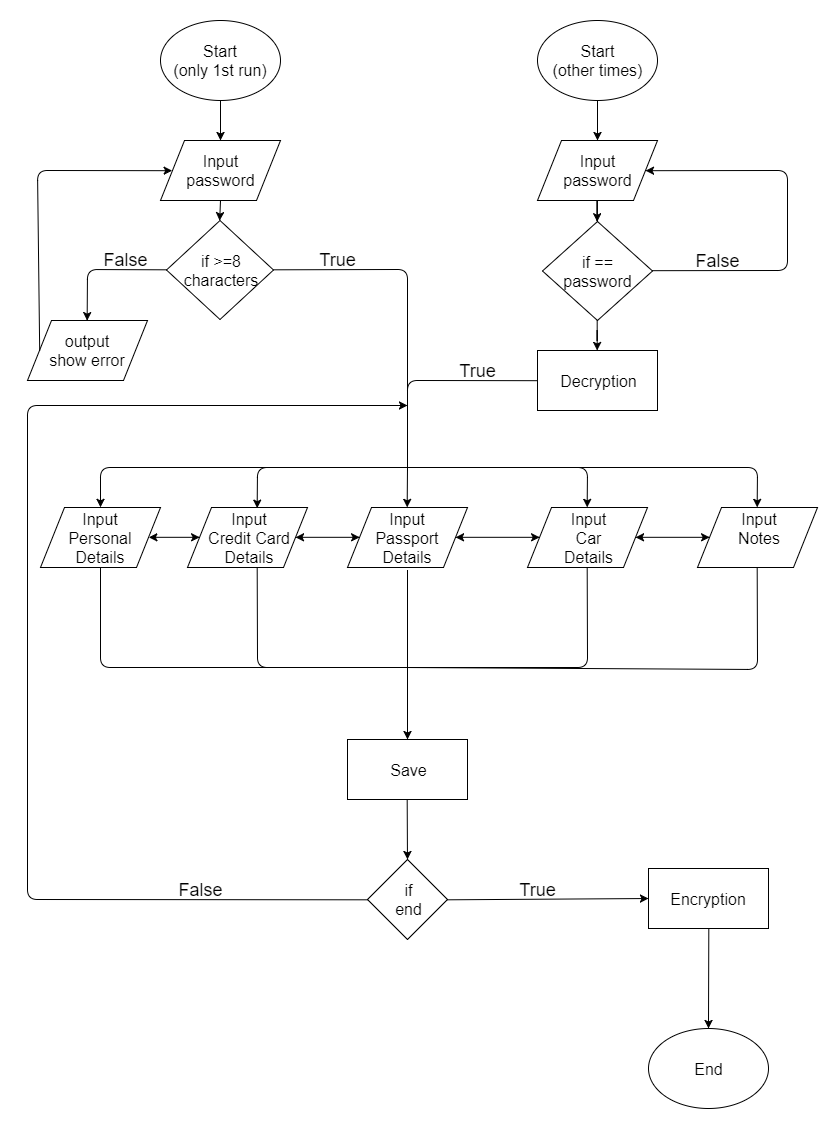 Start
(only 1st run)
Start
(other times)
Input
password
Input
password
False
if >=8
characters
True
if ==
password
False
output
show error
True
Decryption
Input
Personal
Details
Input
Credit Card
Details
Input
Passport
Details
Input
Car
Details
Input
Notes
Save
False
if
end
True
Encryption
End